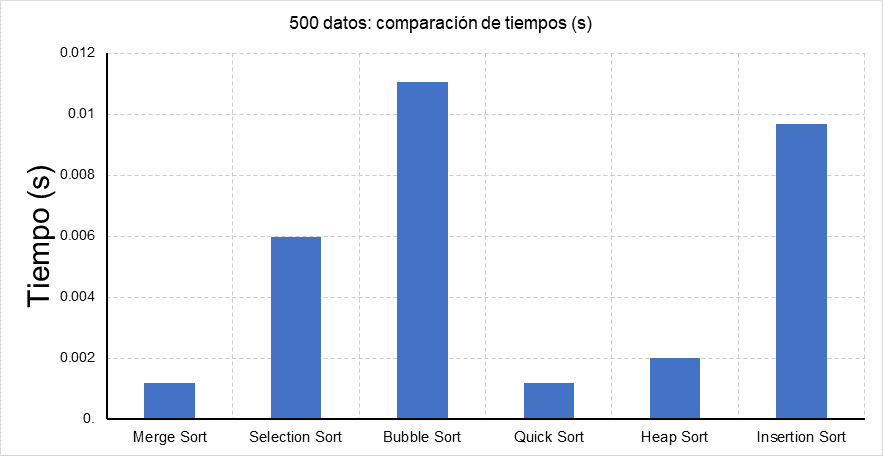 500 datos: comparación de tiempos (s)
Tiempo (s)
0.012
0.01
0.008
0.006
0.004
0.002
0.
Merge Sort
Selection Sort
Bubble Sort
Quick Sort
Heap Sort
Insertion Sort